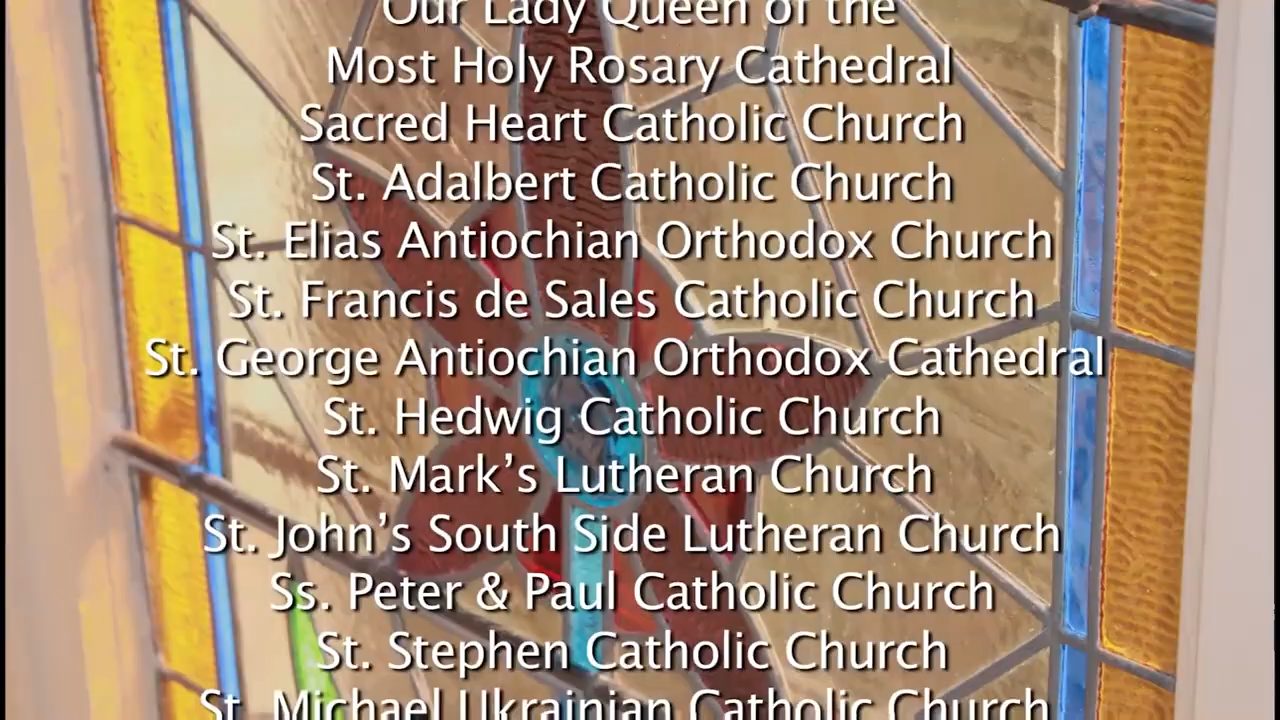 Our Lady Queen of the
Most Holy Rosary Cathedral
Sacred Heart Catholic Church
St. Adalbert Catholic Church
St. Elias Antiochian Orthodox Church
St. Francis de Sales Catholic Church
St. George Antiochian Orthodox Cathedral
St. Hedwig Catholic Church
St. Mark’s Lutheran Church
St. John’s South Side Lutheran Church
Ss. Peter & Paul Catholic Church
St. Stephen Catholic Church
St. Michael Ukrainian Catholic Church